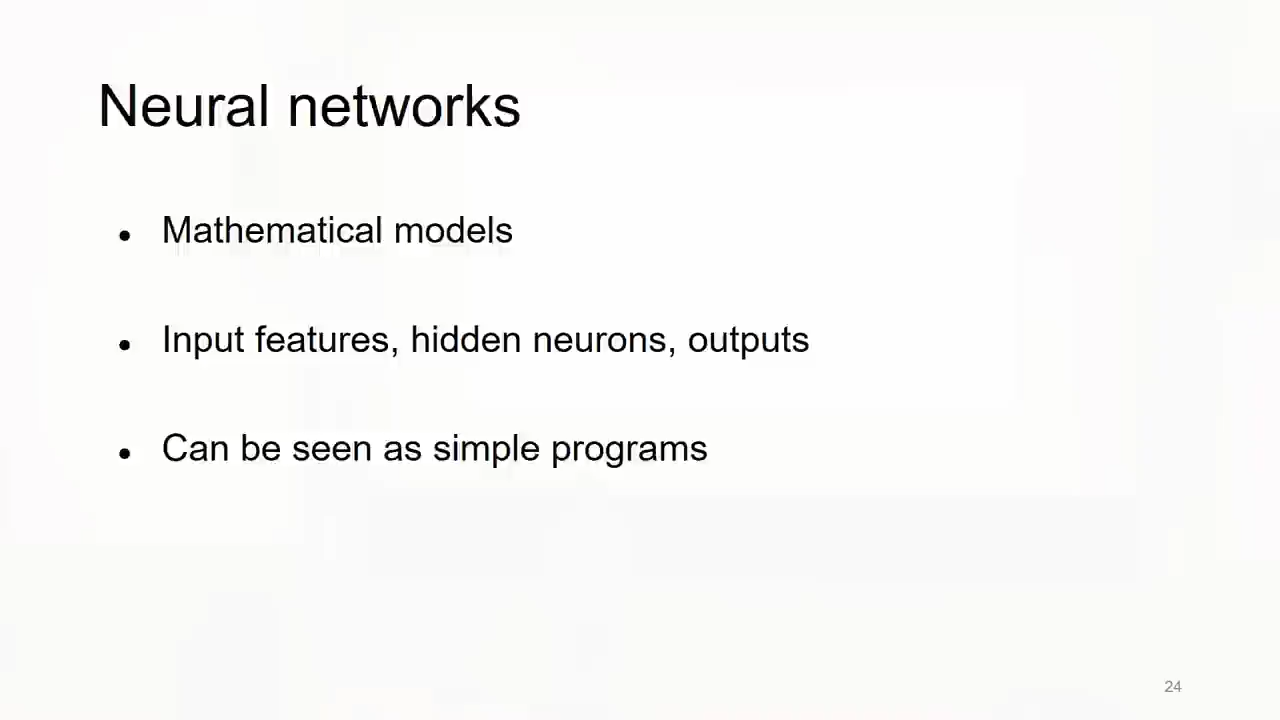 Neural networks
● Mathematical models
● Input features, hidden neurons, outputs
● Can be seen as simple programs
24